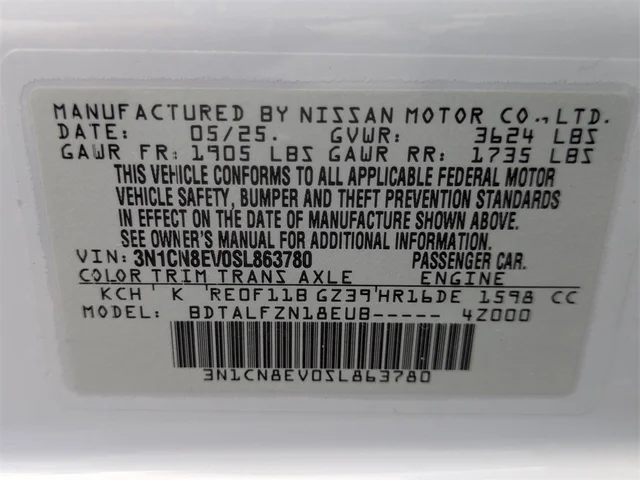 MANUFACTURED BY NISSAN MOTOR CO., LTD.
DATE: 05/25. GVWR: 3624 LBS
GAWR FR: 1905 LBS GAWR RR: 1735 LBS
THIS VEHICLE CONFORMS TO ALL APPLICABLE FEDERAL MOTOR
VEHICLE SAFETY, BUMPER AND THEFT PREVENTION STANDARDS
IN EFFECT ON THE DATE OF MANUFACTURE SHOWN ABOVE.
SEE OWNER'S MANUAL FOR ADDITIONAL INFORMATION.
VIN: 3N1CN8EV0SL863780 PASSENGER CAR.
COLOR TRIM TRANS AXLE ENGINE
KCH ' K 'RE0F11B GZ39'HR16DE 1598 CC
MODEL: BDTALFZN18EUB----- 4Z000
3N1CN8EV0SL863780